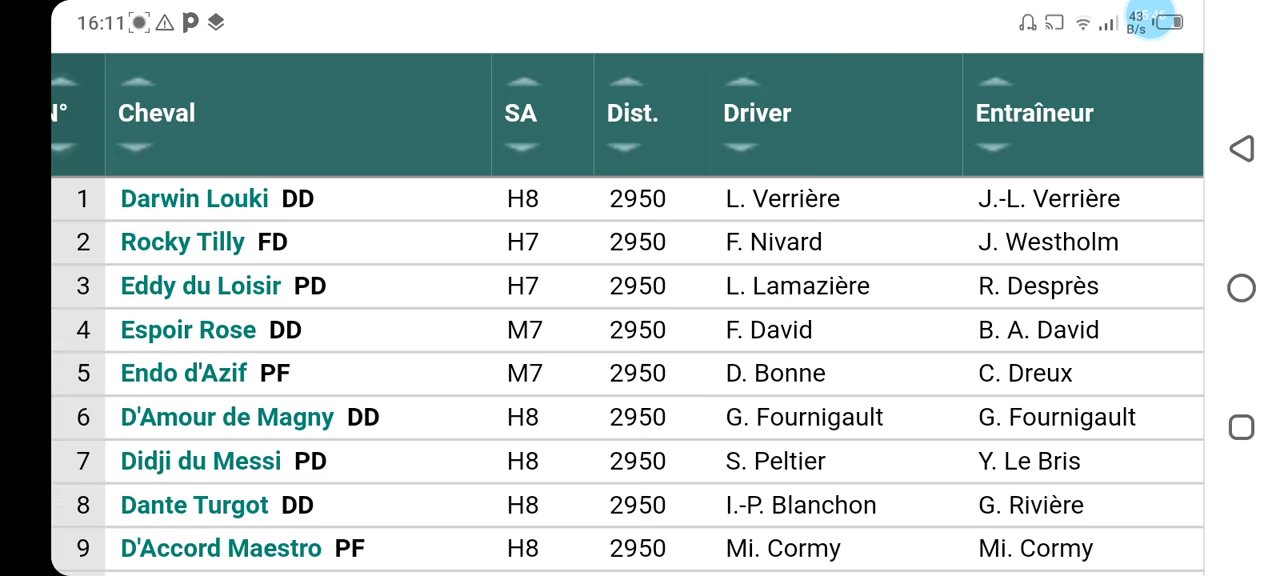 16:11 43 B/s
N° Cheval SA Dist. Driver Entraîneur
1 Darwin Louki DD H8 2950 L. Verrière J.-L. Verrière
2 Rocky Tilly FD H7 2950 F. Nivard J. Westholm
3 Eddy du Loisir PD H7 2950 L. Lamazière R. Desprès
4 Espoir Rose DD M7 2950 F. David B. A. David
5 Endo d'Azif PF M7 2950 D. Bonne C. Dreux
6 D'Amour de Magny DD H8 2950 G. Fournigault G. Fournigault
7 Didji du Messi PD H8 2950 S. Peltier Y. Le Bris
8 Dante Turgot DD H8 2950 I.-P. Blanchon G. Rivière
9 D'Accord Maestro PF H8 2950 Mi. Cormy Mi. Cormy